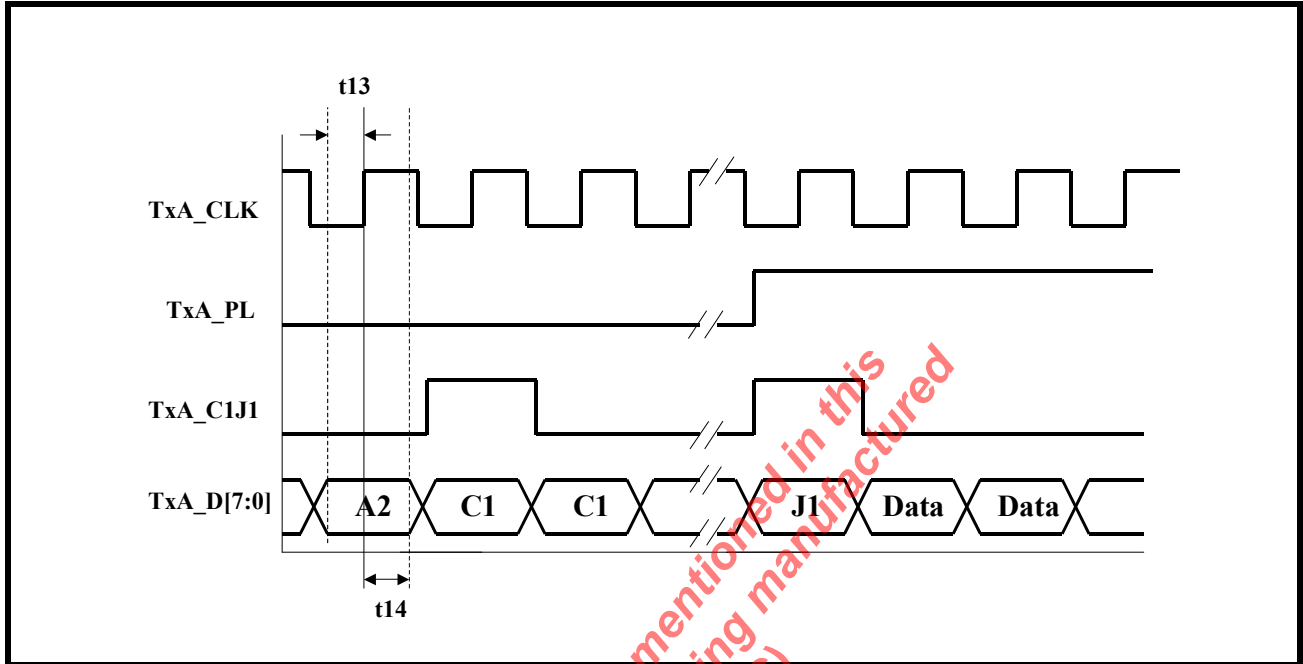 t13
TxA_CLK
TxA_PL
TxA_C1J1
TxA_D[7:0]
A2
C1
C1
J1
Data
Data
t14
mentioned in this
ing manufactured